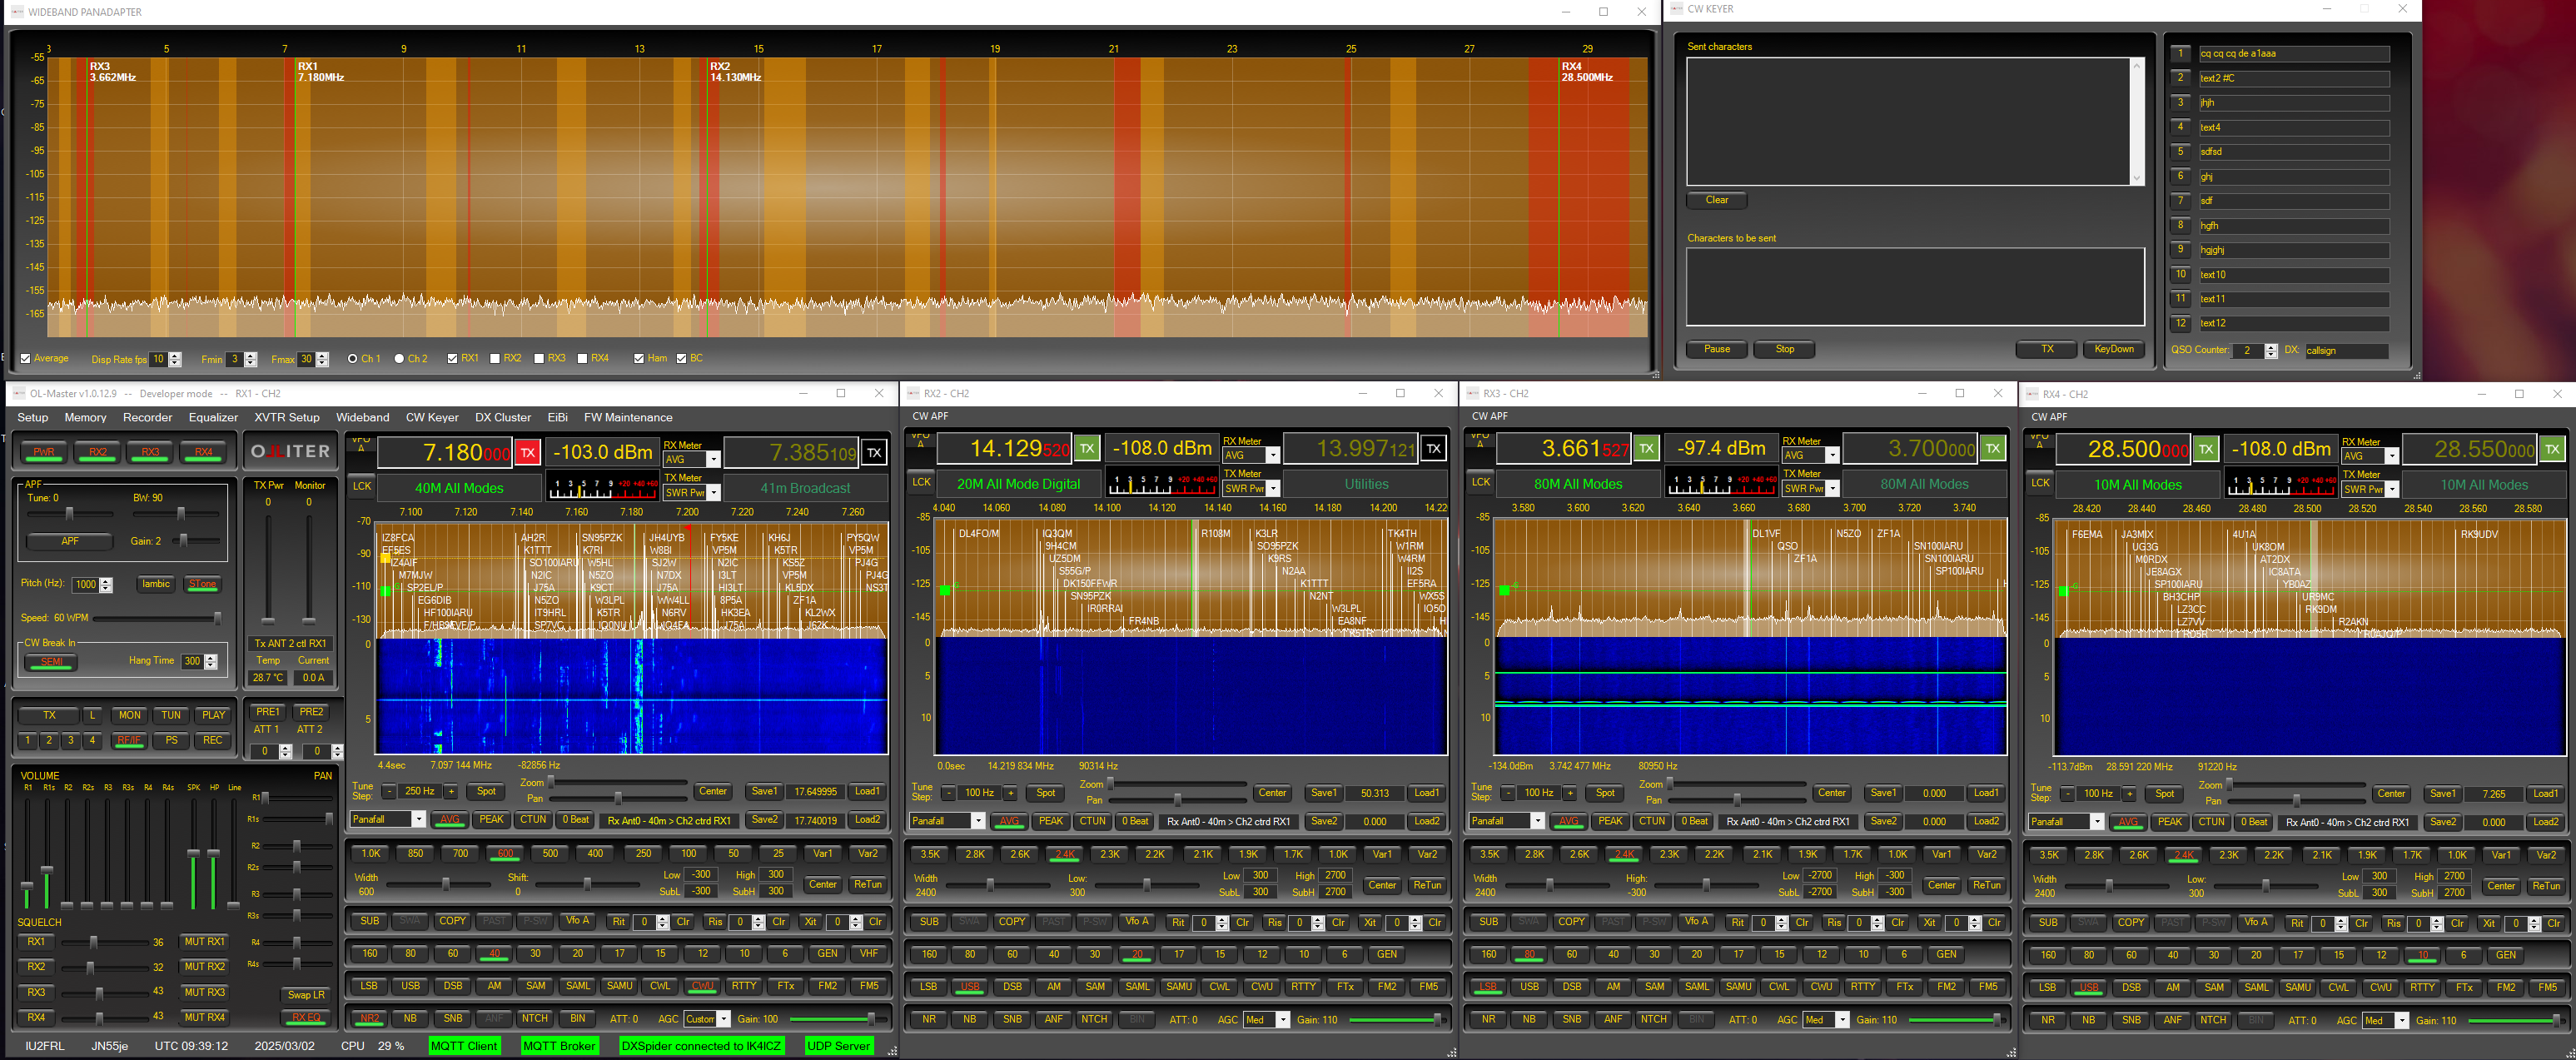 WIDEBAND PANADAPTER
3 5 7 9 11 13 15 17 19 21 23 25 27 29
RX3 3.662MHz
RX1 7.180MHz
RX2 14.130MHz
RX4 28.500MHz
-55
-65
-75
-85
-95
-105
-115
-125
-135
-145
-155
-165
Average Disp Rate fps 10 Fmin 3 Fmax 30 Ch 1 Ch 2 RX1 RX2 RX3 RX4 Ham BC
CW KEYER
Sent characters
Clear
Characters to be sent
Pause Stop TX KeyDown
1 cq cq cq de a1aaa
2 text2 #C
3 jhjh
4 text4
5 sdfsd
6 ghj
7 sdf
8 hgfh
9 hgjghj
10 text10
11 text11
12 text12
QSO Counter: 2 DX: callsign
OL-Master v1.0.12.9 -- Developer mode -- RX1 - CH2
Setup Memory Recorder Equalizer XVTR Setup Wideband CW Keyer DX Cluster EiBi FW Maintenance
PWR RX2 RX3 RX4
OLLITER
APF
Tune: 0 BW: 90
APF Gain: 2
Pitch (Hz): 1000 Iambic STone
Speed: 60 WPM
CW Break In
SEMI Hang Time 300
TX Pwr Monitor
0 0
Tx ANT 2 ctl RX1
Temp Current
28.7 °C 0.0 A
TX L MON TUN PLAY
1 2 3 4 RF/IF PS REC
PRE1 PRE2
ATT 1 ATT 2
0 0
VOLUME PAN
R1 R1s R2 R2s R3 R3s R4 R4s SPK HP Line
R1
R1s
R2
R2s
R3
R3s
R4
R4s
SQUELCH
RX1 36 MUT RX1
RX2 32 MUT RX2
RX3 43 MUT RX3
RX4 43 MUT RX4
Swap LR
RX EQ
VFO A
7.180000 TX -103.0 dBm RX Meter AVG 7.385109 TX
LCK 40M All Modes 1 3 5 7 9 +20 +40 +60 TX Meter SWR Pwr 41m Broadcast
7.100 7.120 7.140 7.160 7.180 7.200 7.220 7.240 7.260
-70
-90
-110
-130
0
5
IZ8FCA AH2R SN95PZK JH4UYB FY5KE KH6J PY5QW
EF5ES K1TTT K7RI W8BI VP5M K5TR VP5M
IZ4AIF SO100IARU W5HL SJ2W N2IC KS5Z PJ4G
M7MJW N2IC N5ZO N7DX I3LT VP5M
SP2EL/P J75A K9CT J75A HI3LT KL5DX
EG6DIB N5ZO W3LPL WW4LL 8P5A ZF1A
HF100IARU IT9HRL K5TR N6RV HK3EA KL2WX
SP7VC J75A J62K
4.4sec 7.097 144 MHz -82856 Hz
Tune Step: - 250 Hz + Spot Zoom Pan Center Save1 17.649995 Load1
Panafall AVG PEAK CTUN 0 Beat Rx Ant0 - 40m > Ch2 ctrd RX1 Save2 17.740019 Load2
1.0K 850 700 600 500 400 250 100 50 25 Var1 Var2
Width 600 Shift: 0 Low -300 High 300 SubL -300 SubH 300 Center ReTun
SUB SWA COPY PAST P-SW Vfo A Rit 0 Clr Ris 0 Clr Xit 0 Clr
160 80 60 40 30 20 17 15 12 10 6 GEN VHF
LSB USB DSB AM SAM SAML SAMU CWL CWU RTTY FTx FM2 FM5
NR2 NB SNB ANF NTCH BIN ATT: 0 AGC Custom Gain: 100
IU2FRL JN55je UTC 09:39:12 2025/03/02 CPU 29 % MQTT Client MQTT Broker DXSpider connected to IK4ICZ UDP Server
RX2 - CH2
CW APF
VFO A
14.129520 TX -108.0 dBm RX Meter AVG 13.997121 TX
LCK 20M All Mode Digital 1 3 5 7 9 +20 +40 +60 TX Meter SWR Pwr Utilities
4.040 14.060 14.080 14.100 14.120 14.140 14.160 14.180 14.200 14.220
-85
-105
-125
-145
0
5
10
DL4FO/M IQ3QM R108M K3LR TK4TH
9H4CM SO95PZK W1RM
UZ5DM K9RS W4RM
S55G/P N2AA II2S
DK150FFWR K1TTT EF5RA
SN95PZK N2NT WX5S
IR0RRAI W3LPL
FR4NB EA8NF
0.0sec 14.219 834 MHz 90314 Hz
Tune Step: - 100 Hz + Spot Zoom Pan Center Save1 50.313 Load1
Panafall AVG PEAK CTUN 0 Beat Rx Ant0 - 40m > Ch2 ctrd RX1 Save2 0.000 Load2
3.5K 2.8K 2.6K 2.4K 2.3K 2.2K 2.1K 1.9K 1.7K 1.0K Var1 Var2
Width 2400 Low: 300 Low 300 High 2700 SubL 300 SubH 2700 Center ReTun
SUB SWA COPY PAST P-SW Vfo A Rit 0 Clr Ris 0 Clr Xit 0 Clr
160 80 60 40 30 20 17 15 12 10 6 GEN
LSB USB DSB AM SAM SAML SAMU CWL CWU RTTY FTx FM2 FM5
NR NB SNB ANF NTCH BIN ATT: 0 AGC Med Gain: 110
RX3 - CH2
CW APF
VFO A
3.661527 TX -97.4 dBm RX Meter AVG 3.700000 TX
LCK 80M All Modes 1 3 5 7 9 +20 +40 +60 TX Meter SWR Pwr 80M All Modes
3.580 3.600 3.620 3.640 3.660 3.680 3.700 3.720 3.740
-85
-105
-125
-145
0
5
10
DL1VF N5ZO ZF1A
QSO SN100IARU
ZF1A SO100IARU
SP100IARU
-134.0dBm 3.742 477 MHz 80950 Hz
Tune Step: - 100 Hz + Spot Zoom Pan Center Save1 0.000 Load1
Panafall AVG PEAK CTUN 0 Beat Rx Ant0 - 40m > Ch2 ctrd RX1 Save2 0.000 Load2
3.5K 2.8K 2.6K 2.4K 2.3K 2.2K 2.1K 1.9K 1.7K 1.0K Var1 Var2
Width 2400 High: -300 Low -2700 High -300 SubL -2700 SubH -300 Center ReTun
SUB SWA COPY PAST P-SW Vfo A Rit 0 Clr Ris 0 Clr Xit 0 Clr
160 80 60 40 30 20 17 15 12 10 6 GEN
LSB USB DSB AM SAM SAML SAMU CWL CWU RTTY FTx FM2 FM5
NR NB SNB ANF NTCH BIN ATT: 0 AGC Med Gain: 110
RX4 - CH2
CW APF
VFO A
28.500000 TX -108.0 dBm RX Meter AVG 28.550000 TX
LCK 10M All Modes 1 3 5 7 9 +20 +40 +60 TX Meter SWR Pwr 10M All Modes
28.420 28.440 28.460 28.480 28.500 28.520 28.540 28.560 28.580
-85
-105
-125
-145
0
5
10
F6EMA JA3MIX 4U1A RK9UDV
UG3G UK8OM
M0RDX AT2DX
JE8AGX IC8ATA
SP100IARU YB0AZ
BH3CHP UR9MC
LZ3CC RK9DM
LZ7VV R2AKN
-113.7dBm 28.591 220 MHz 91220 Hz
Tune Step: - 100 Hz + Spot Zoom Pan Center Save1 7.265 Load1
Panafall AVG PEAK CTUN 0 Beat Rx Ant0 - 40m > Ch2 ctrd RX1 Save2 0.000 Load2
3.5K 2.8K 2.6K 2.4K 2.3K 2.2K 2.1K 1.9K 1.7K 1.0K Var1 Var2
Width 2400 Low: 300 Low 300 High 2700 SubL 300 SubH 2700 Center ReTun
SUB SWA COPY PAST P-SW Vfo A Rit 0 Clr Ris 0 Clr Xit 0 Clr
160 80 60 40 30 20 17 15 12 10 6 GEN
LSB USB DSB AM SAM SAML SAMU CWL CWU RTTY FTx FM2 FM5
NR NB SNB ANF NTCH BIN ATT: 0 AGC Med Gain: 110